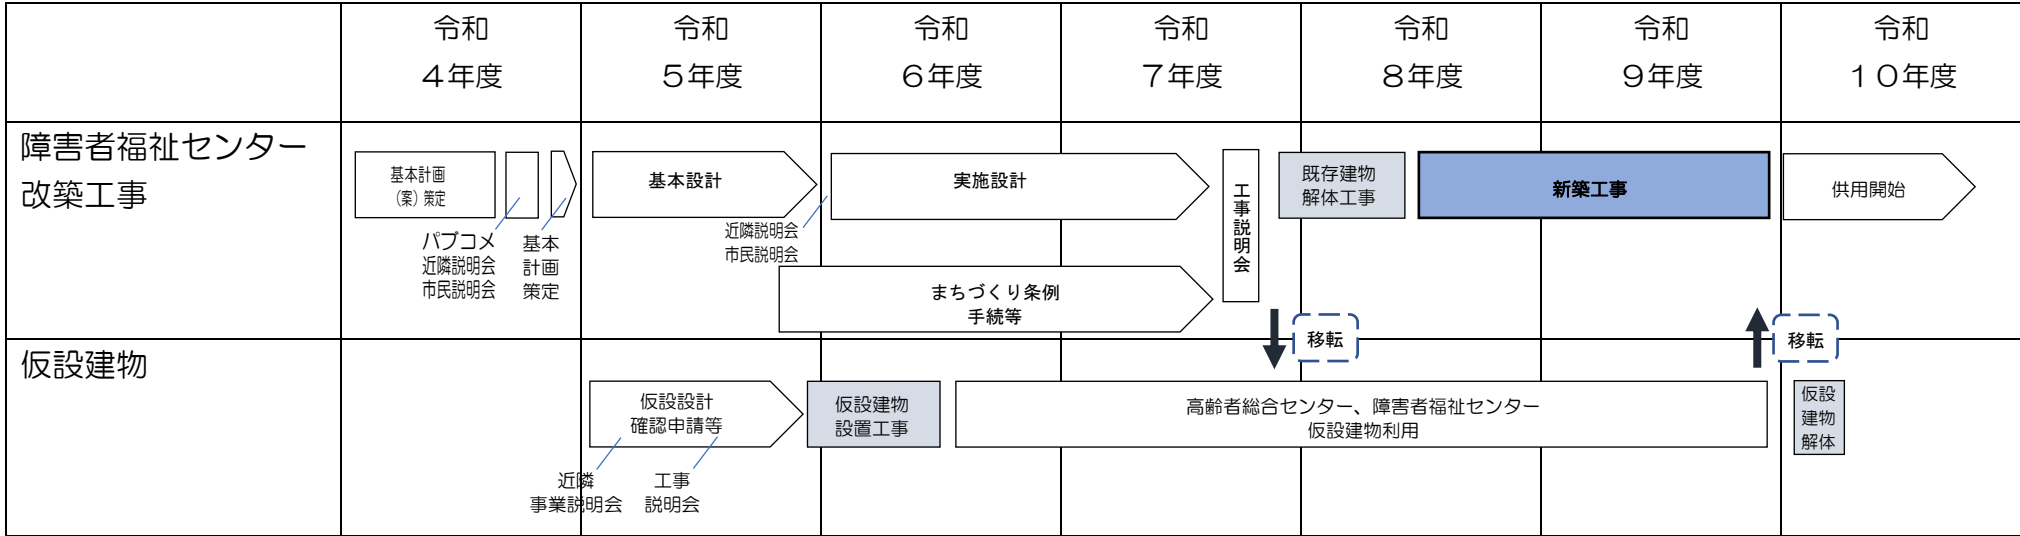 令和
4年度
令和
5年度
令和
6年度
令和
7年度
令和
8年度
令和
9年度
令和
10年度
障害者福祉センター
改築工事
基本計画
(案)策定
パブコメ
近隣説明会
市民説明会
基本
計画
策定
基本設計
近隣説明会
市民説明会
実施設計
まちづくり条例
手続等
工事説明会
既存建物
解体工事
新築工事
供用開始
移転
移転
仮設建物
仮設設計
確認申請等
近隣
事業説明会
工事
説明会
仮設建物
設置工事
高齢者総合センター、障害者福祉センター
仮設建物利用
仮設
建物
解体